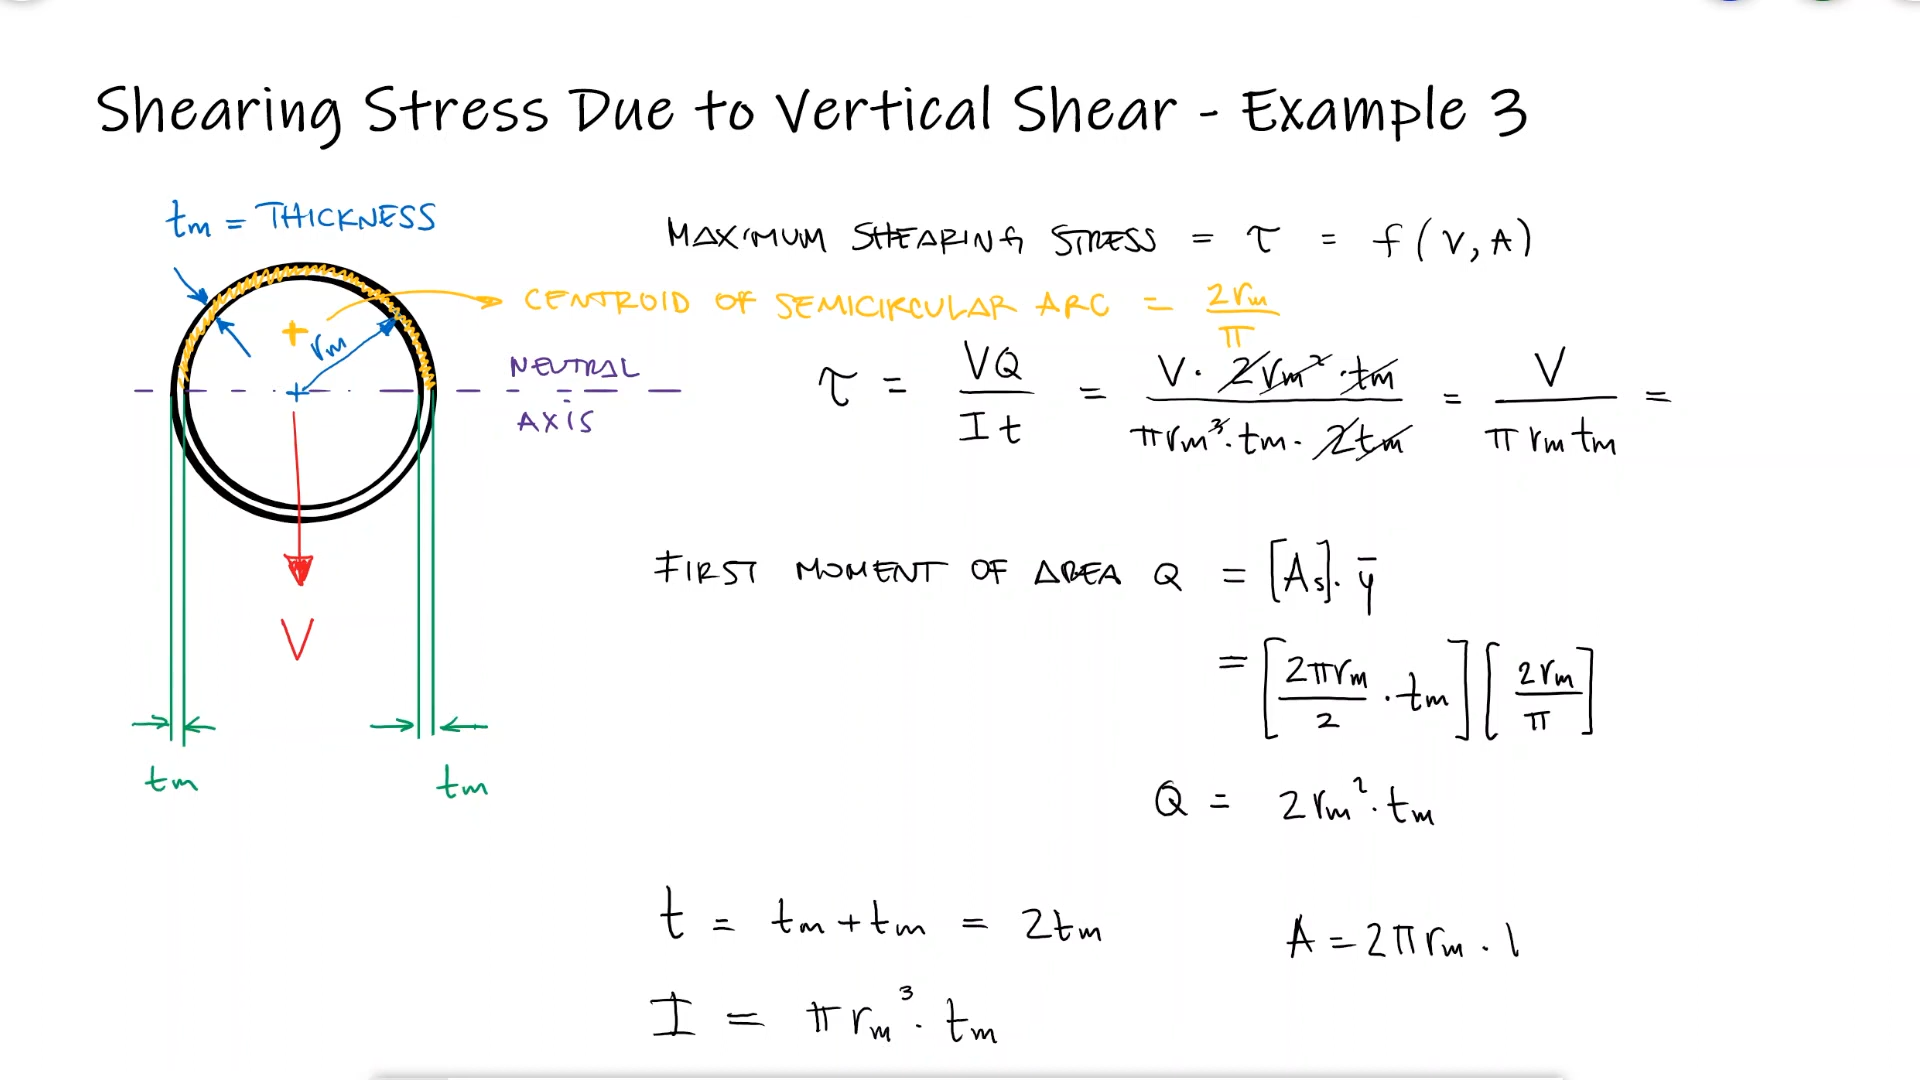 Shearing Stress Due to Vertical Shear - Example 3
tm = THICKNESS
MAXIMUM SHEARING STRESS = τ = f(V, A)
CENTROID OF SEMICIRCULAR ARC = 2rm/π
rm
NEUTRAL
AXIS
τ = VQ/It = V·2rm²·tm/πrm³·tm·2tm = V/πrmtm =
V
FIRST MOMENT OF AREA Q = [As]·ȳ
= [2πrm/2 · tm][2rm/π]
tm tm
Q = 2rm²·tm
t = tm + tm = 2tm
A = 2πrm · l
I = πrm³·tm